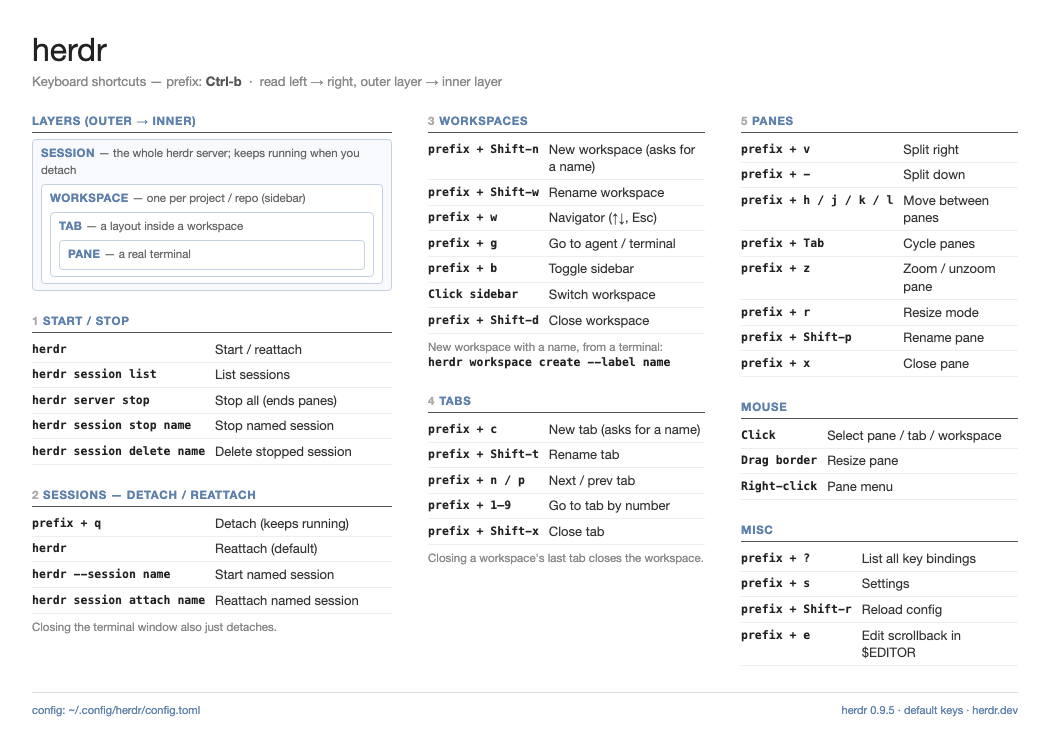 herdr
Keyboard shortcuts — prefix: Ctrl-b · read left → right, outer layer → inner layer
LAYERS (OUTER → INNER)
SESSION — the whole herdr server; keeps running when you
detach
WORKSPACE — one per project / repo (sidebar)
TAB — a layout inside a workspace
PANE — a real terminal
1 START / STOP
herdr Start / reattach
herdr session list List sessions
herdr server stop Stop all (ends panes)
herdr session stop name Stop named session
herdr session delete name Delete stopped session
2 SESSIONS — DETACH / REATTACH
prefix + q Detach (keeps running)
herdr Reattach (default)
herdr --session name Start named session
herdr session attach name Reattach named session
Closing the terminal window also just detaches.
3 WORKSPACES
prefix + Shift-n New workspace (asks for
a name)
prefix + Shift-w Rename workspace
prefix + w Navigator (↑↓, Esc)
prefix + g Go to agent / terminal
prefix + b Toggle sidebar
Click sidebar Switch workspace
prefix + Shift-d Close workspace
New workspace with a name, from a terminal:
herdr workspace create --label name
4 TABS
prefix + c New tab (asks for a name)
prefix + Shift-t Rename tab
prefix + n / p Next / prev tab
prefix + 1–9 Go to tab by number
prefix + Shift-x Close tab
Closing a workspace's last tab closes the workspace.
5 PANES
prefix + v Split right
prefix + - Split down
prefix + h / j / k / l Move between
panes
prefix + Tab Cycle panes
prefix + z Zoom / unzoom
pane
prefix + r Resize mode
prefix + Shift-p Rename pane
prefix + x Close pane
MOUSE
Click Select pane / tab / workspace
Drag border Resize pane
Right-click Pane menu
MISC
prefix + ? List all key bindings
prefix + s Settings
prefix + Shift-r Reload config
prefix + e Edit scrollback in
$EDITOR
config: ~/.config/herdr/config.toml
herdr 0.9.5 · default keys · herdr.dev